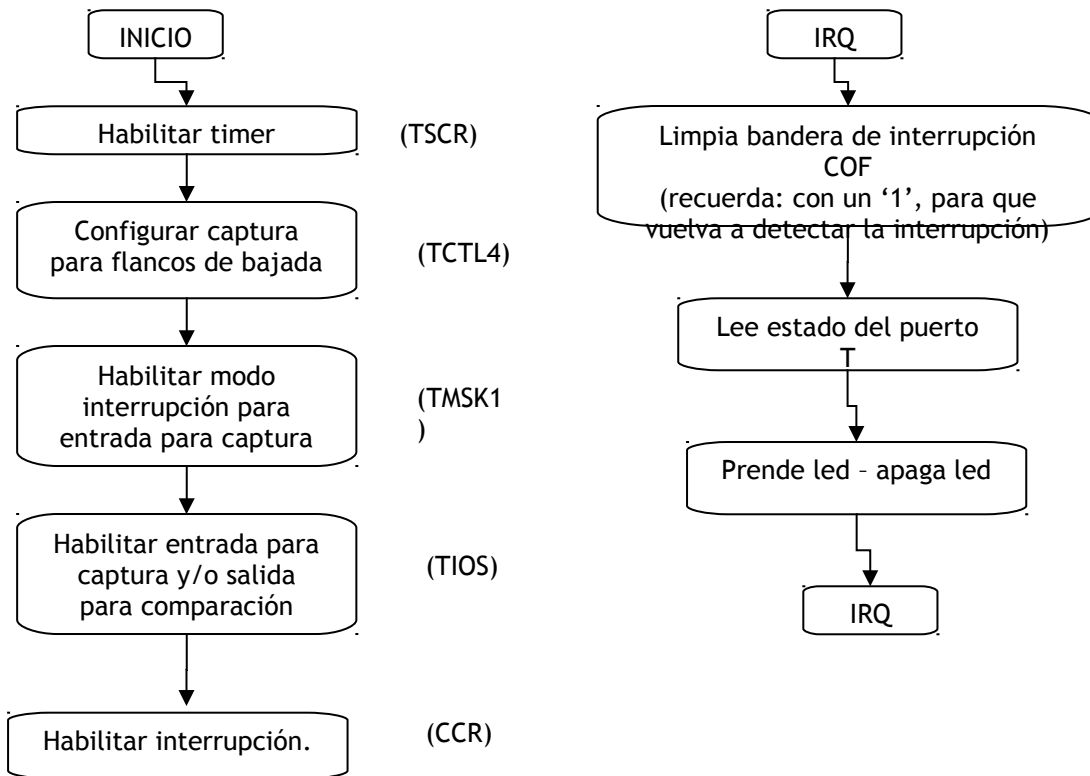 INICIO
Habilitar timer
(TSCR)
Configurar captura
para flancos de bajada
(TCTL4)
Habilitar modo
interrupción para
entrada para captura
(TMSK1
)
Habilitar entrada para
captura y/o salida
para comparación
(TIOS)
Habilitar interrupción.
(CCR)
IRQ
Limpia bandera de interrupción
COF
(recuerda: con un ‘1’, para que
vuelva a detectar la interrupción)
Lee estado del puerto
T
Prende led – apaga led
IRQ